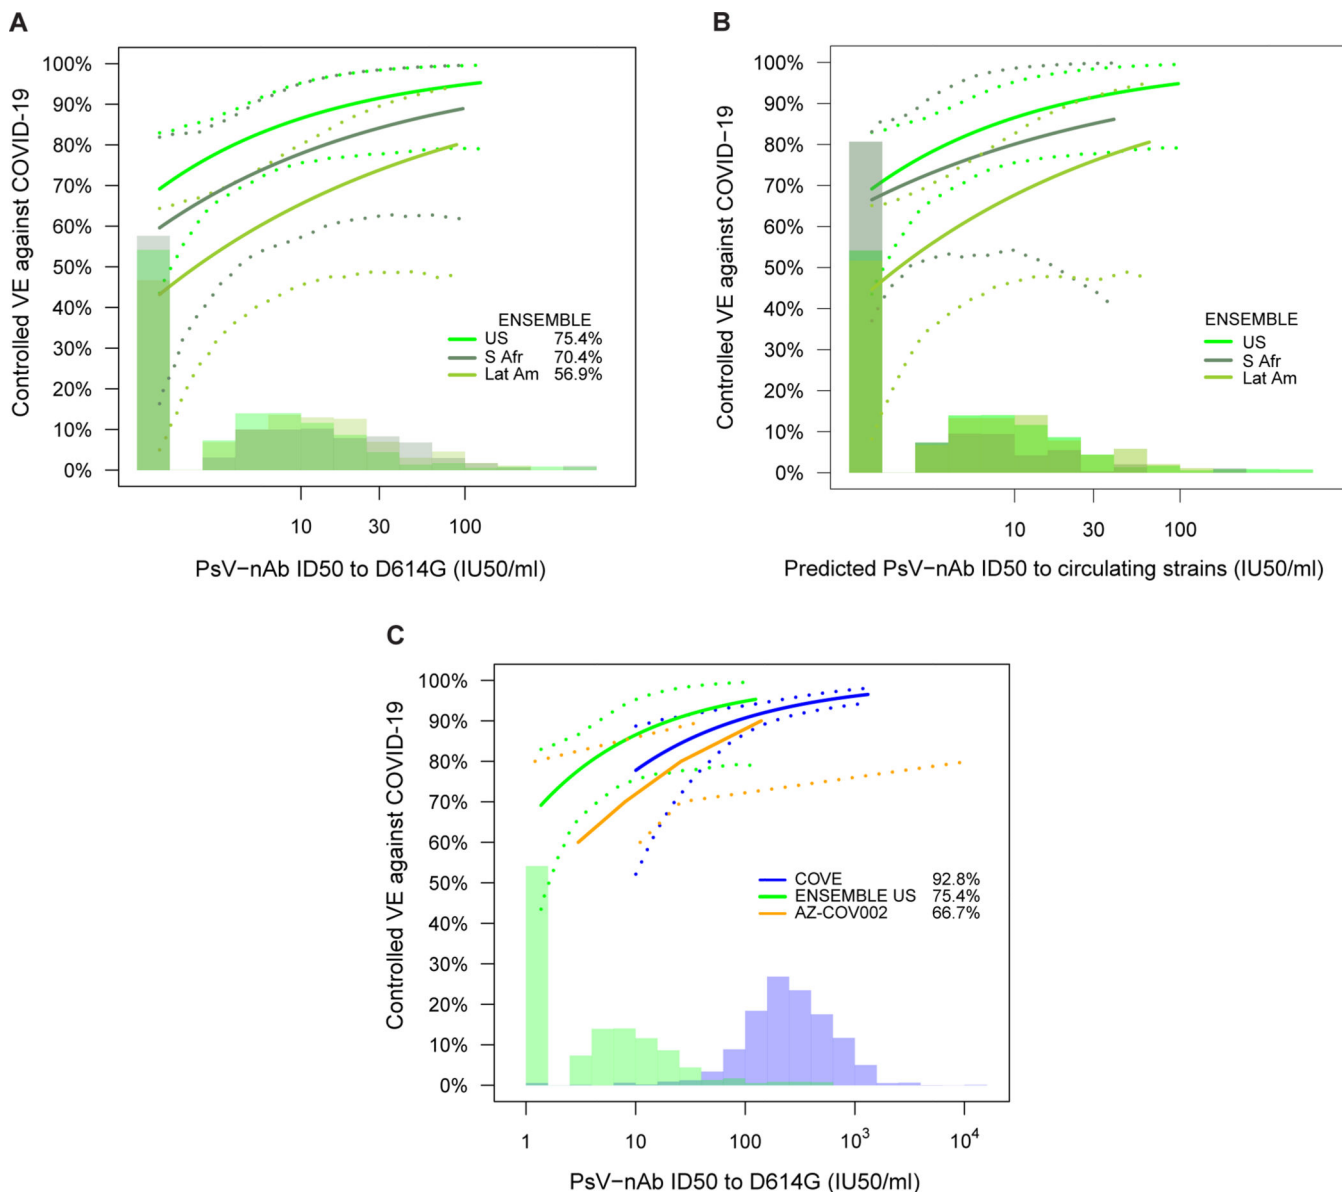 A
Controlled VE against COVID-19
100%
90%
80%
70%
60%
50%
40%
30%
20%
10%
0%
ENSEMBLE
US 75.4%
S Afr 70.4%
Lat Am 56.9%
10 30 100
PsV−nAb ID50 to D614G (IU50/ml)
B
Controlled VE against COVID−19
100%
90%
80%
70%
60%
50%
40%
30%
20%
10%
0%
ENSEMBLE
US
S Afr
Lat Am
10 30 100
Predicted PsV−nAb ID50 to circulating strains (IU50/ml)
C
Controlled VE against COVID-19
100%
90%
80%
70%
60%
50%
40%
30%
20%
10%
0%
COVE 92.8%
ENSEMBLE US 75.4%
AZ-COV002 66.7%
1 10 100 10³ 10⁴
PsV−nAb ID50 to D614G (IU50/ml)